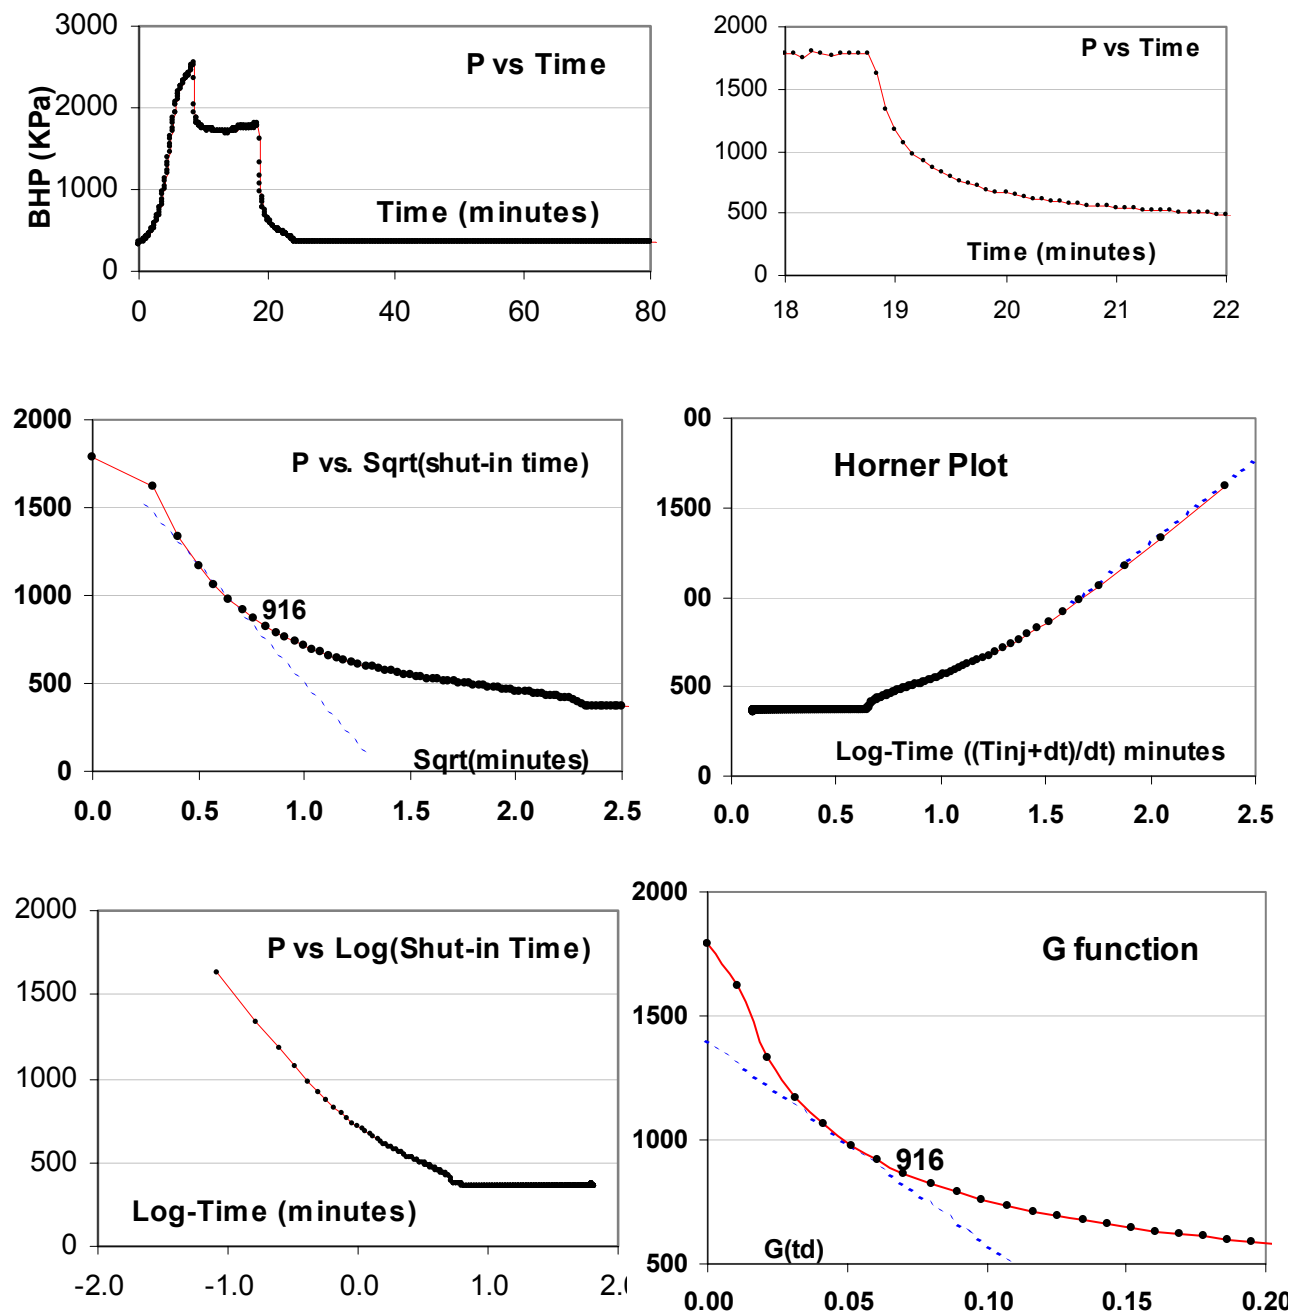 P vs Time
BHP (KPa)
3000
2000
1000
0
Time (minutes)
0 20 40 60 80
P vs Time
2000
1500
1000
500
0
Time (minutes)
18 19 20 21 22
P vs. Sqrt(shut-in time)
2000
1500
1000
500
0
916
Sqrt(minutes)
0.0 0.5 1.0 1.5 2.0 2.5
Horner Plot
00
1500
00
500
0
Log-Time ((Tinj+dt)/dt) minutes
0.0 0.5 1.0 1.5 2.0 2.5
P vs Log(Shut-in Time)
2000
1500
1000
500
0
Log-Time (minutes)
-2.0 -1.0 0.0 1.0 2.0
G function
2000
1500
1000
500
916
G(td)
0.00 0.05 0.10 0.15 0.20